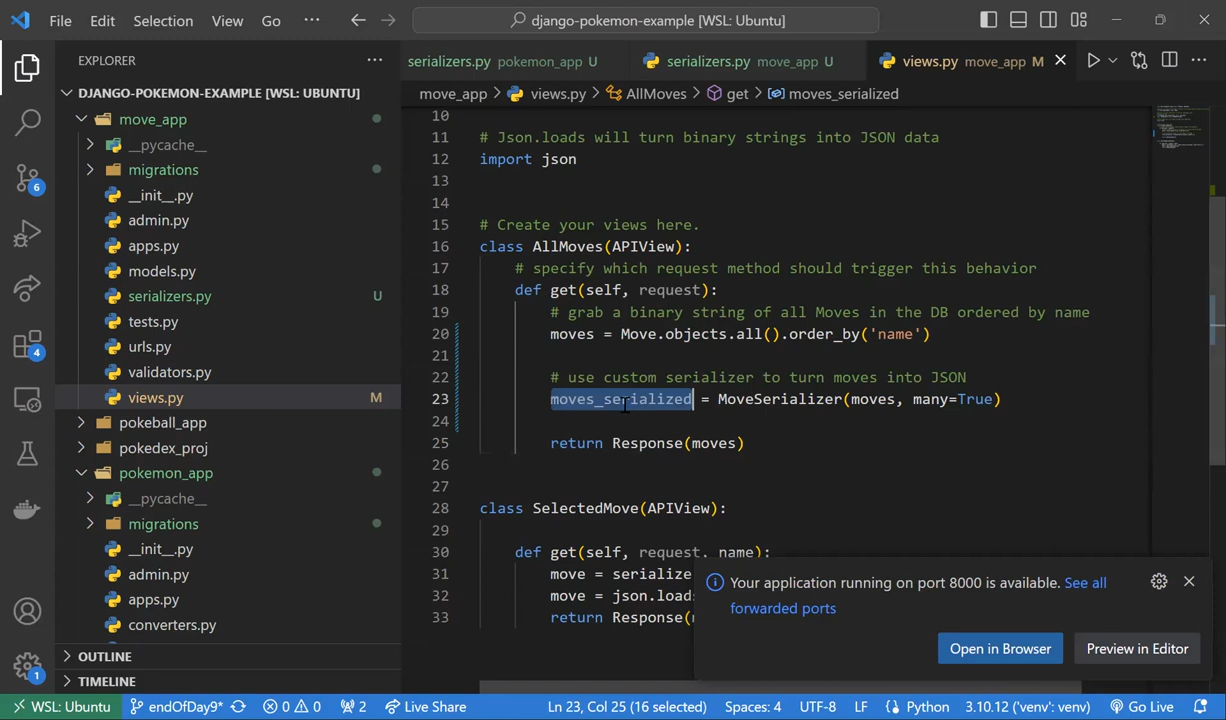 File Edit Selection View Go ··· django-pokemon-example [WSL: Ubuntu]
EXPLORER
DJANGO-POKEMON-EXAMPLE [WSL: UBUNTU]
move_app
__pycache__
migrations
__init__.py
admin.py
apps.py
models.py
serializers.py U
tests.py
urls.py
validators.py
views.py M
pokeball_app
pokedex_proj
pokemon_app
__pycache__
migrations
__init__.py
admin.py
apps.py
converters.py
OUTLINE
TIMELINE
6
4
1
serializers.py pokemon_app U serializers.py move_app U views.py move_app M
move_app > views.py > AllMoves > get > moves_serialized
10
11 # Json.loads will turn binary strings into JSON data
12 import json
13
14
15 # Create your views here.
16 class AllMoves(APIView):
17 # specify which request method should trigger this behavior
18 def get(self, request):
19 # grab a binary string of all Moves in the DB ordered by name
20 moves = Move.objects.all().order_by('name')
21
22 # use custom serializer to turn moves into JSON
23 moves_serialized = MoveSerializer(moves, many=True)
24
25 return Response(moves)
26
27
28 class SelectedMove(APIView):
29
30 def get(self, request, name):
31 move = serialize
32 move = json.load
33 return Response(
Your application running on port 8000 is available. See all
forwarded ports
Open in Browser Preview in Editor
WSL: Ubuntu endOfDay9* 0 0 2 Live Share Ln 23, Col 25 (16 selected) Spaces: 4 UTF-8 LF Python 3.10.12 ('venv': venv) Go Live